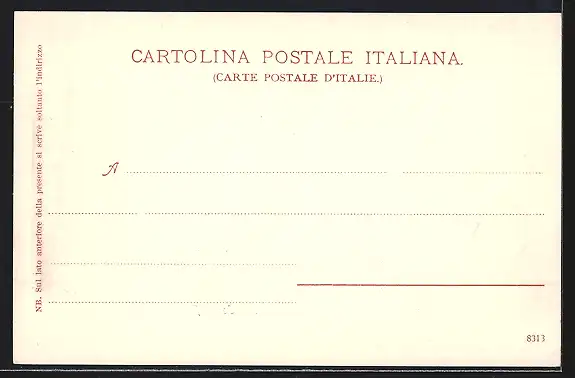 CARTOLINA POSTALE ITALIANA.
(CARTE POSTALE D'ITALIE.)
A
NB. Sul lato anteriore della presente si scrive soltanto l'indirizzo
8313